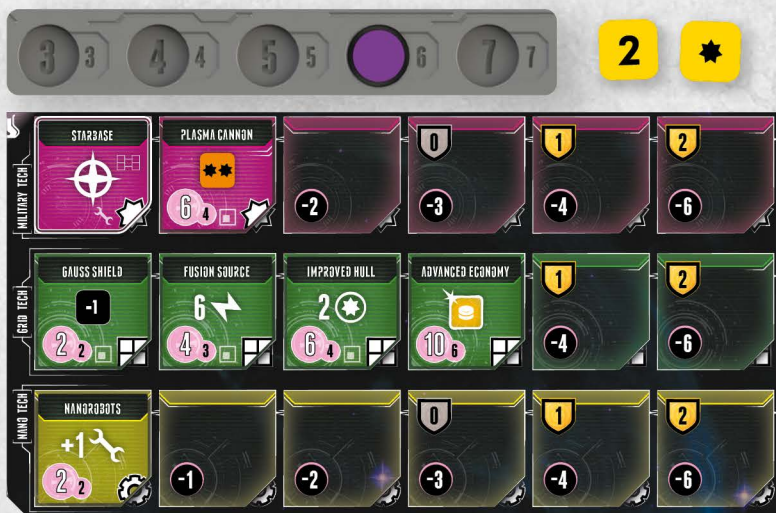 3 3 4 4 5 5 6 7 7
2
MILITARY TECH
STARBASE
PLASMA CANNON
6 4
-2
0
-3
1
-4
2
-6
GRID TECH
GAUSS SHIELD
-1
2 2
FUSION SOURCE
6
4 3
IMPROVED HULL
2
6 4
ADVANCED ECONOMY
10 6
1
-4
2
-6
NANO TECH
NANOROBOTS
+1
2 2
-1
-2
0
-3
1
-4
2
-6